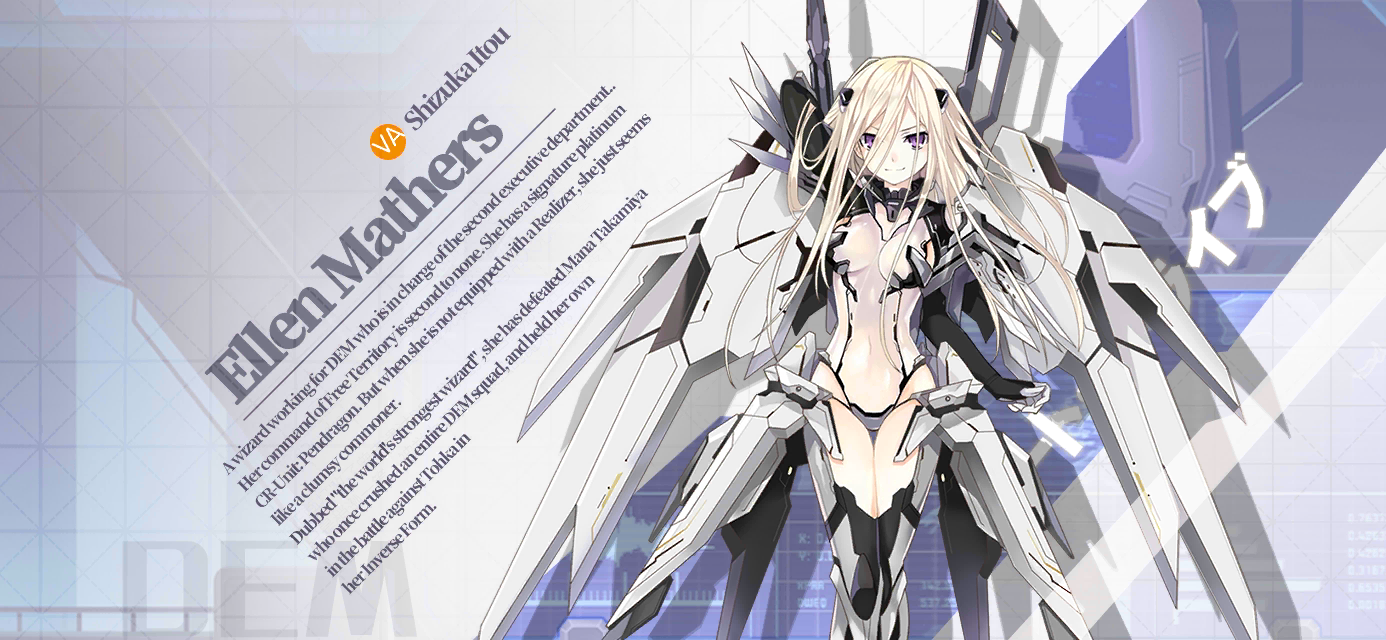 VA Shizuka Itou
Ellen Mathers
A wizard working for DEM who is in charge of the second executive department..
Her command of Free Territory is second to none. She has a signature platinum
CR-Unit: Pendragon. But when she is not equipped with a Realizer, she just seems
like a clumsy commoner.
Dubbed "the world's strongest wizard" , she has defeated Mana Takamiya
who once crushed an entire DEM squad, and held her own
in the battle against Tohka in
her Inverse Form.
DEM
イブ